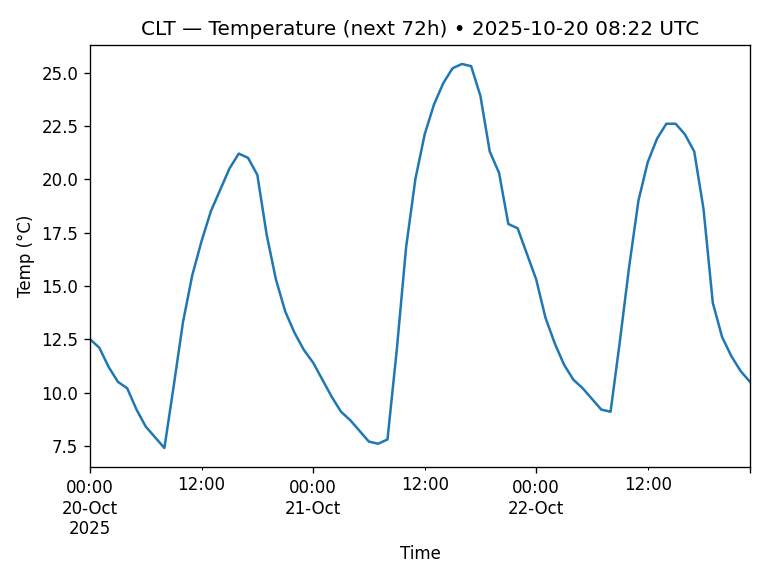 CLT — Temperature (next 72h) • 2025-10-20 08:22 UTC
Temp (°C)
25.0
22.5
20.0
17.5
15.0
12.5
10.0
7.5
00:00 12:00 00:00 12:00 00:00 12:00
20-Oct 21-Oct 22-Oct
2025
Time